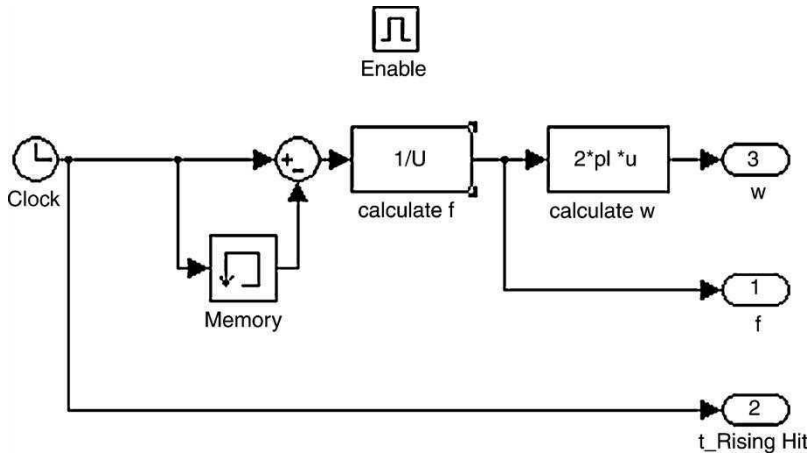 Enable
Clock
+
-
1/U
calculate f
2*pI *u
calculate w
3
w
Memory
1
f
2
t_Rising Hit